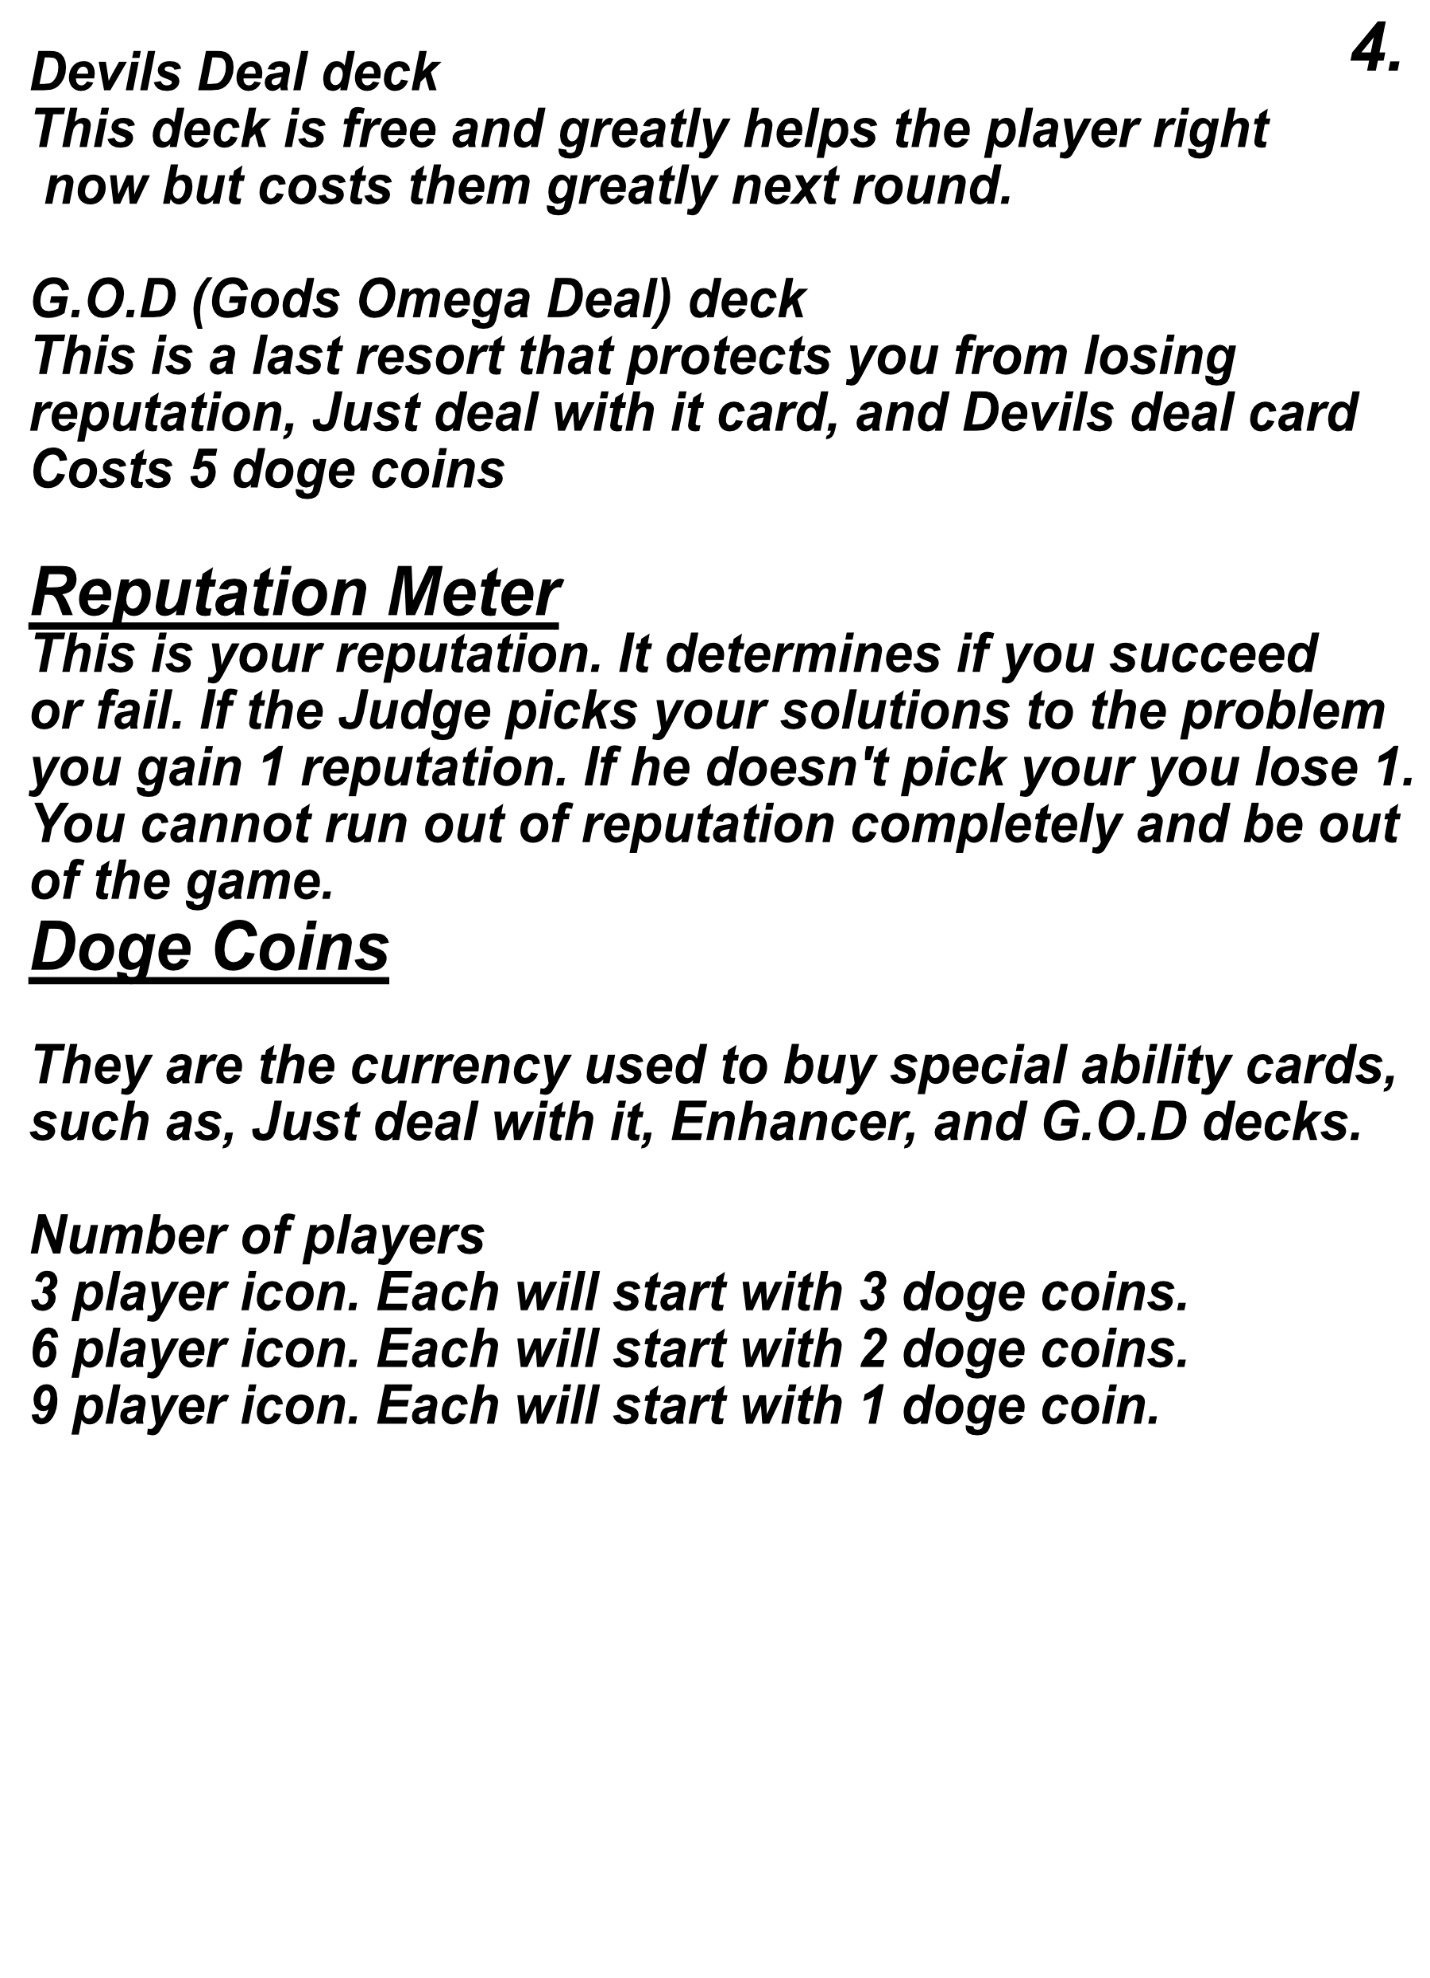 4.
Devils Deal deck
This deck is free and greatly helps the player right
now but costs them greatly next round.
G.O.D (Gods Omega Deal) deck
This is a last resort that protects you from losing
reputation, Just deal with it card, and Devils deal card
Costs 5 doge coins
Reputation Meter
This is your reputation. It determines if you succeed
or fail. If the Judge picks your solutions to the problem
you gain 1 reputation. If he doesn't pick your you lose 1.
You cannot run out of reputation completely and be out
of the game.
Doge Coins
They are the currency used to buy special ability cards,
such as, Just deal with it, Enhancer, and G.O.D decks.
Number of players
3 player icon. Each will start with 3 doge coins.
6 player icon. Each will start with 2 doge coins.
9 player icon. Each will start with 1 doge coin.